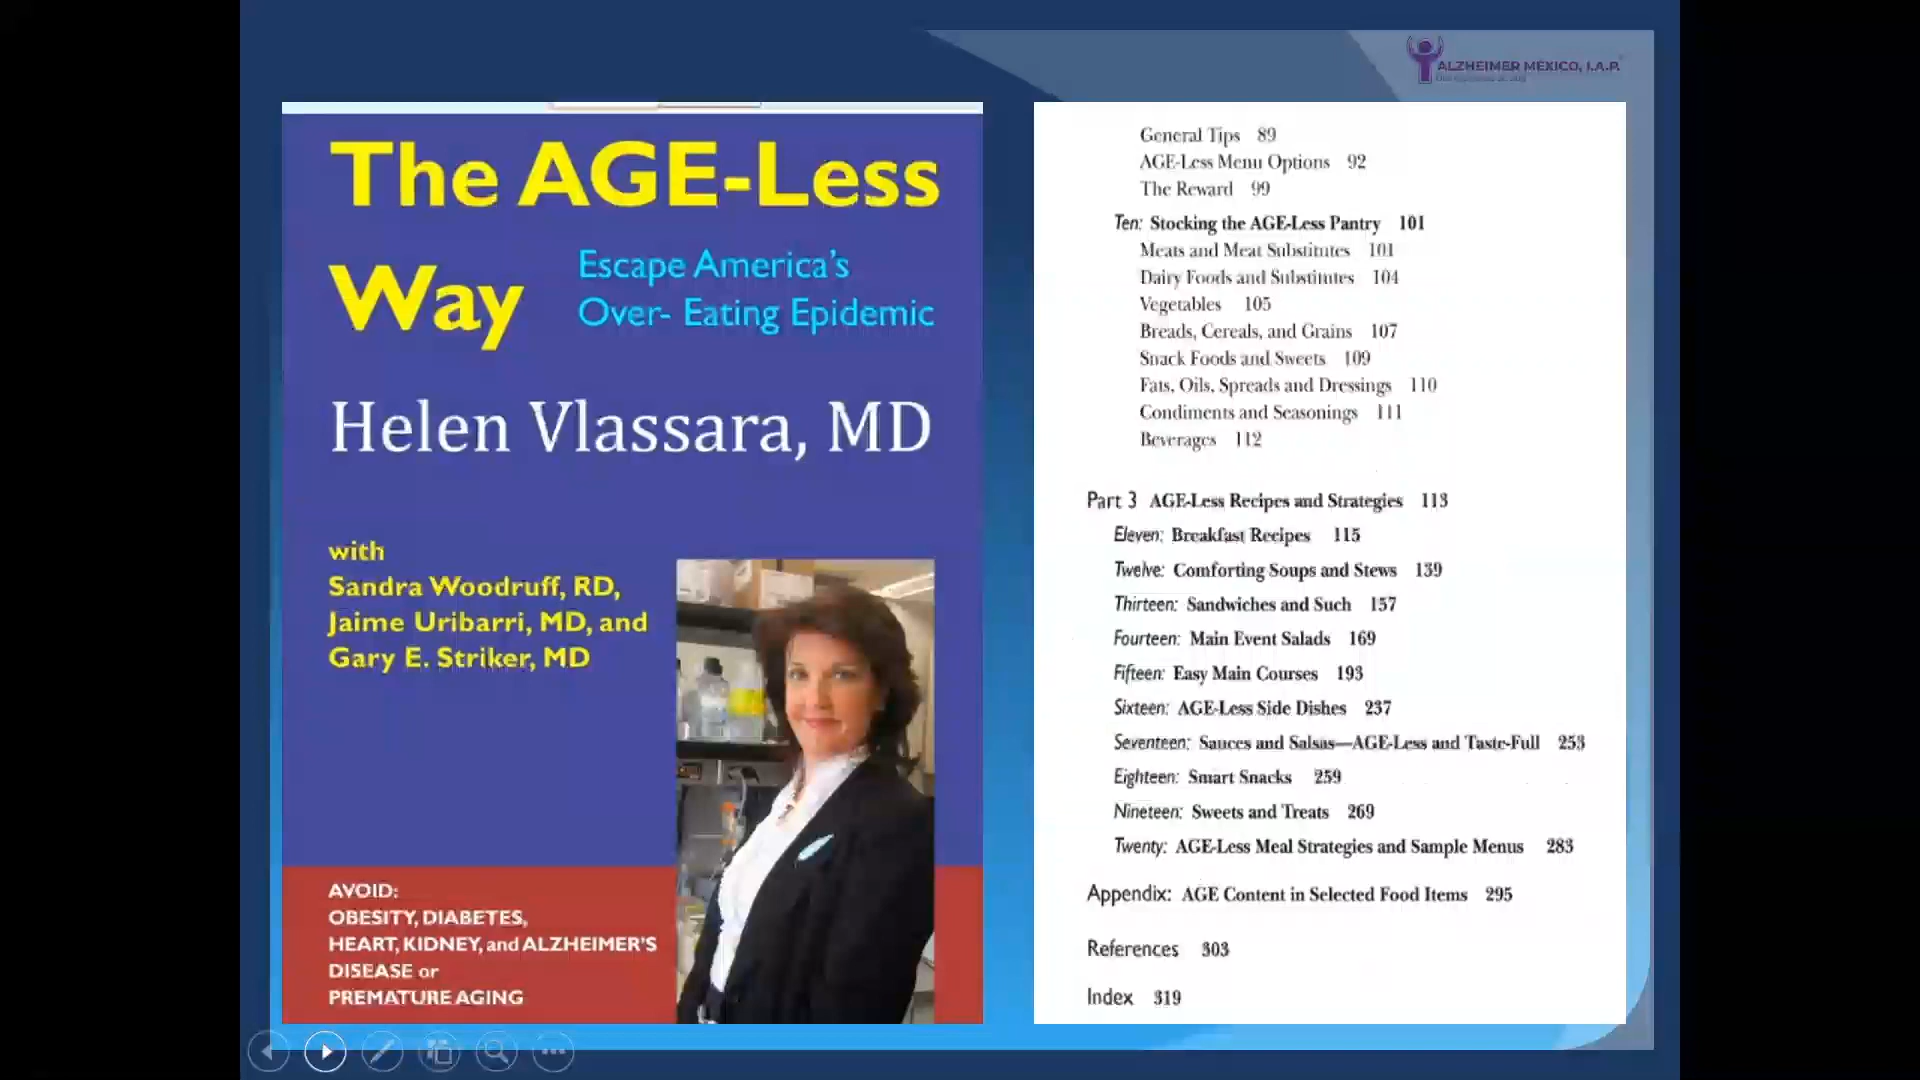 ALZHEIMER MÉXICO, I.A.P.
The AGE-Less
Way
Escape America's
Over- Eating Epidemic
Helen Vlassara, MD
with
Sandra Woodruff, RD,
Jaime Uribarri, MD, and
Gary E. Striker, MD
AVOID:
OBESITY, DIABETES,
HEART, KIDNEY, and ALZHEIMER'S
DISEASE or
PREMATURE AGING
General Tips 89
AGE-Less Menu Options 92
The Reward 99
Ten: Stocking the AGE-Less Pantry 101
Meats and Meat Substitutes 101
Dairy Foods and Substitutes 104
Vegetables 105
Breads, Cereals, and Grains 107
Snack Foods and Sweets 109
Fats, Oils, Spreads and Dressings 110
Condiments and Seasonings 111
Beverages 112
Part 3 AGE-Less Recipes and Strategies 113
Eleven: Breakfast Recipes 115
Twelve: Comforting Soups and Stews 139
Thirteen: Sandwiches and Such 157
Fourteen: Main Event Salads 169
Fifteen: Easy Main Courses 193
Sixteen: AGE-Less Side Dishes 237
Seventeen: Sauces and Salsas—AGE-Less and Taste-Full 253
Eighteen: Smart Snacks 259
Nineteen: Sweets and Treats 269
Twenty: AGE-Less Meal Strategies and Sample Menus 283
Appendix: AGE Content in Selected Food Items 295
References 303
Index 319